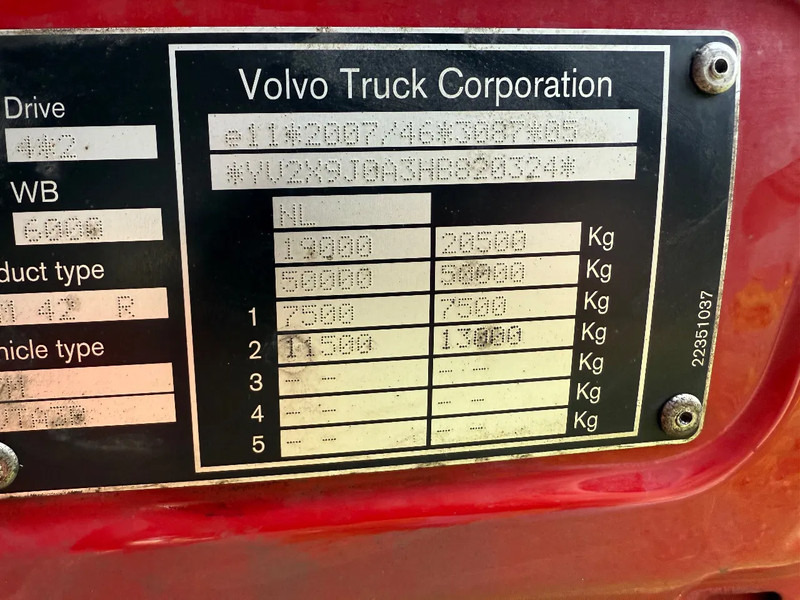 Drive
4*2
WB
6000
duct type
M 42 R
hicle type
Volvo Truck Corporation
e11*2007/46*3087*05
*YV2X9J0A3HB820324*
NL
19000 20500 Kg
50000 50000 Kg
1 7500 7500 Kg
2 11500 13000 Kg
3 -- -- -- -- Kg
4 -- -- -- -- Kg
5 -- -- -- -- Kg
22351037